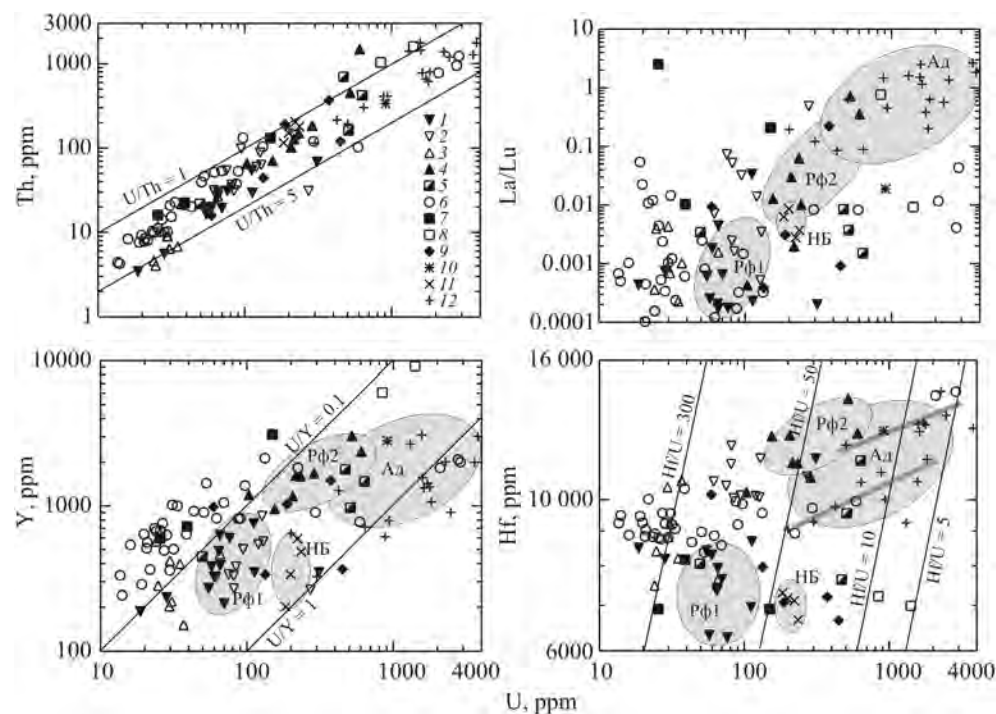 3000
1000
100
10
1
Th, ppm
U/Th = 1
U/Th = 5
1
2
3
4
5
6
7
8
9
10
11
12
10
1
0.1
0.01
0.001
0.0001
La/Lu
Ад
Рф2
НБ
Рф1
10000
1000
100
Y, ppm
U/Y = 0.1
U/Y = 1
Рф2
Ад
НБ
Рф1
10
100
1000
4000
16 000
10 000
6000
Hf, ppm
Hf/U = 300
Hf/U = 50
Hf/U = 10
Hf/U = 5
Рф2
Ад
НБ
Рф1
10
100
1000
4000
U, ppm